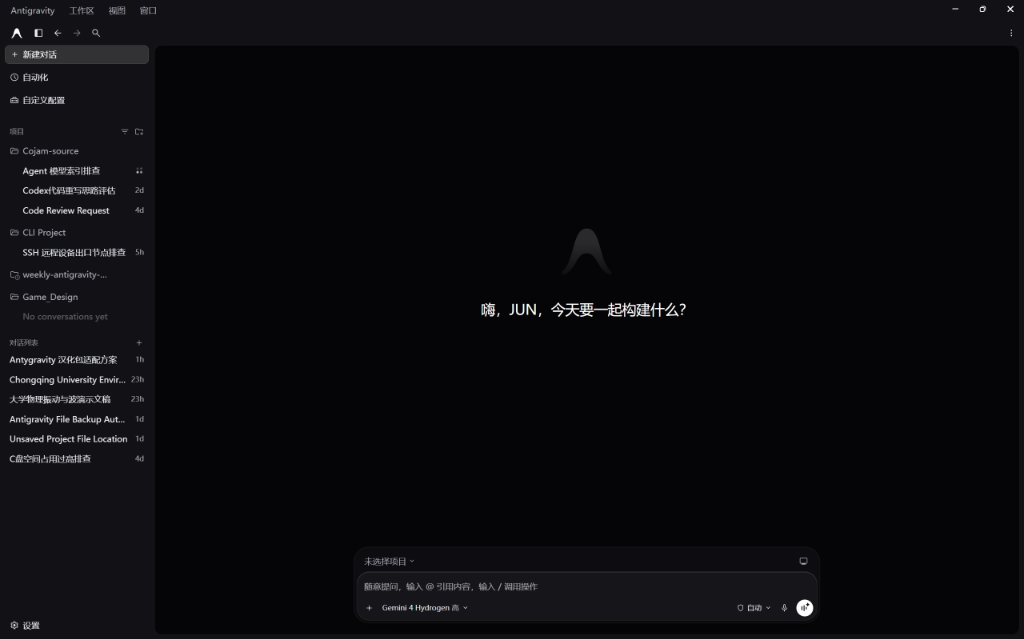 Antigravity 工作区 视图 窗口
新建对话
自动化
自定义配置
项目
Cojam-source
Agent 模型索引排查
Codex代码重写思路评估 2d
Code Review Request 4d
CLI Project
SSH 远程设备出口节点排查 5h
weekly-antigravity-...
Game_Design
No conversations yet
对话列表
Antygravity 汉化包适配方案 1h
Chongqing University Envir... 23h
大学物理振动与波演示文稿 23h
Antigravity File Backup Aut... 1d
Unsaved Project File Location 1d
C盘空间占用过高排查 4d
设置
嗨，JUN，今天要一起构建什么？
未选择项目
随意提问，输入 @ 引用内容，输入 / 调用操作
Gemini 4 Hydrogen 高
自动